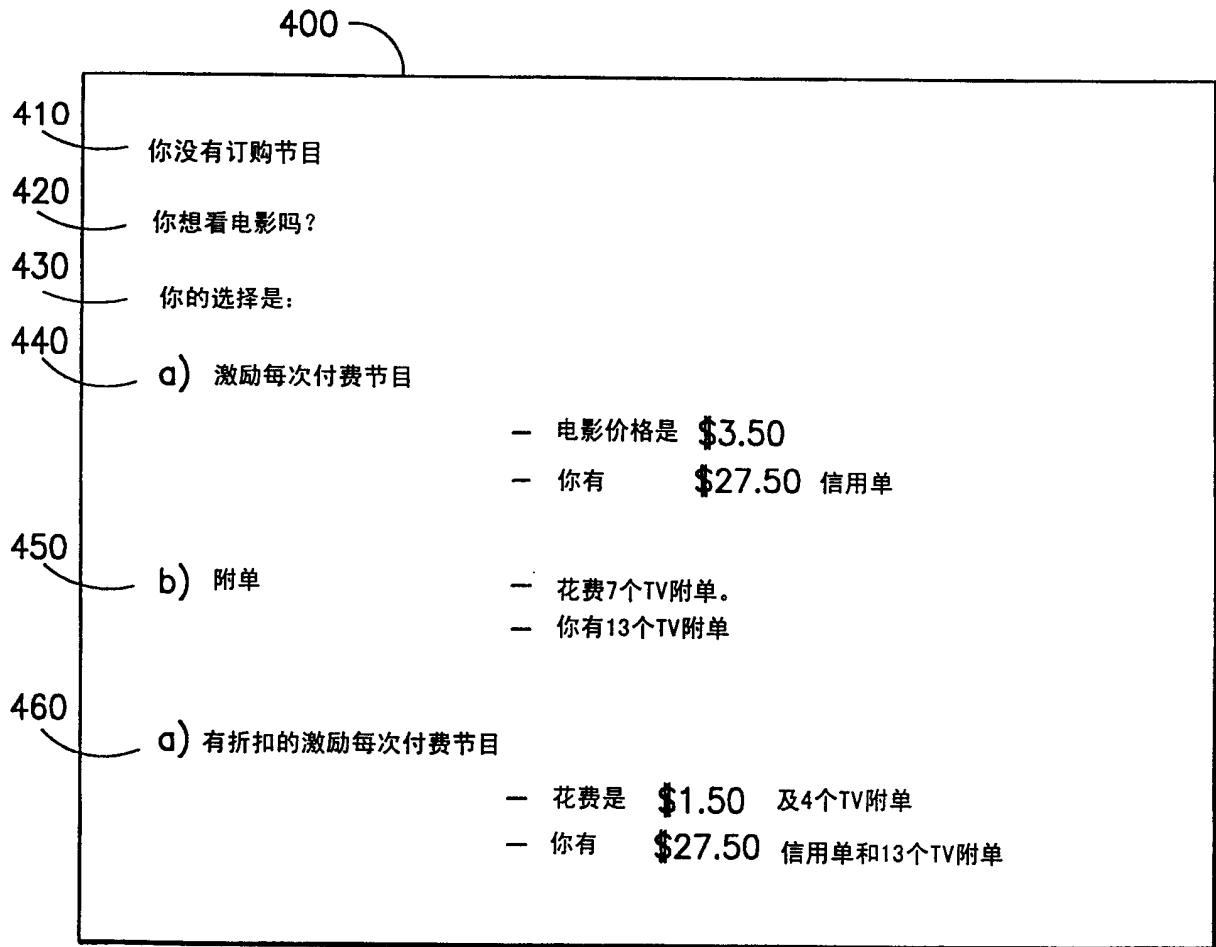 400
410
你没有订购节目
420
你想看电影吗?
430
你的选择是:
440
a) 激励每次付费节目
— 电影价格是 $3.50
— 你有 $27.50 信用单
450
b) 附单 — 花费7个TV附单。
— 你有13个TV附单
460
a) 有折扣的激励每次付费节目
— 花费是 $1.50 及4个TV附单
— 你有 $27.50 信用单和13个TV附单